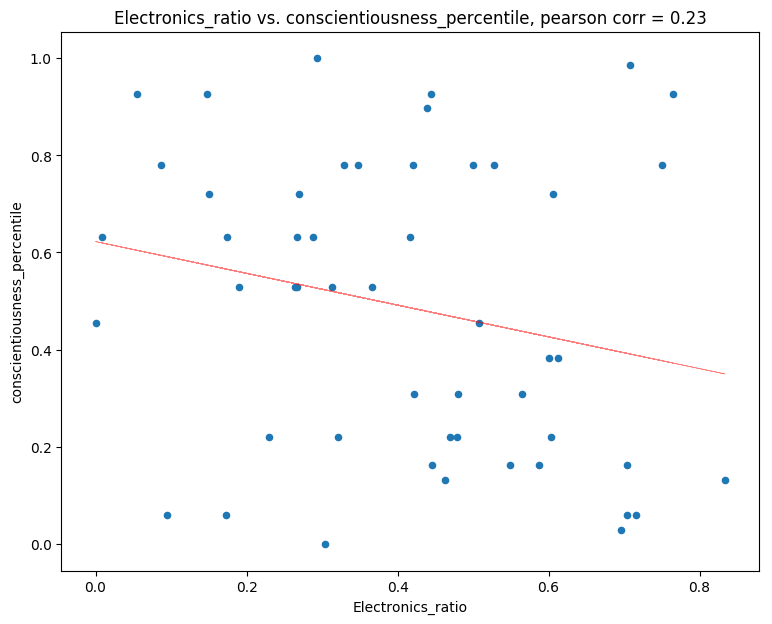 Electronics_ratio vs. conscientiousness_percentile, pearson corr = 0.23
1.0
0.8
0.6
0.4
0.2
0.0
conscientiousness_percentile
0.0 0.2 0.4 0.6 0.8
Electronics_ratio